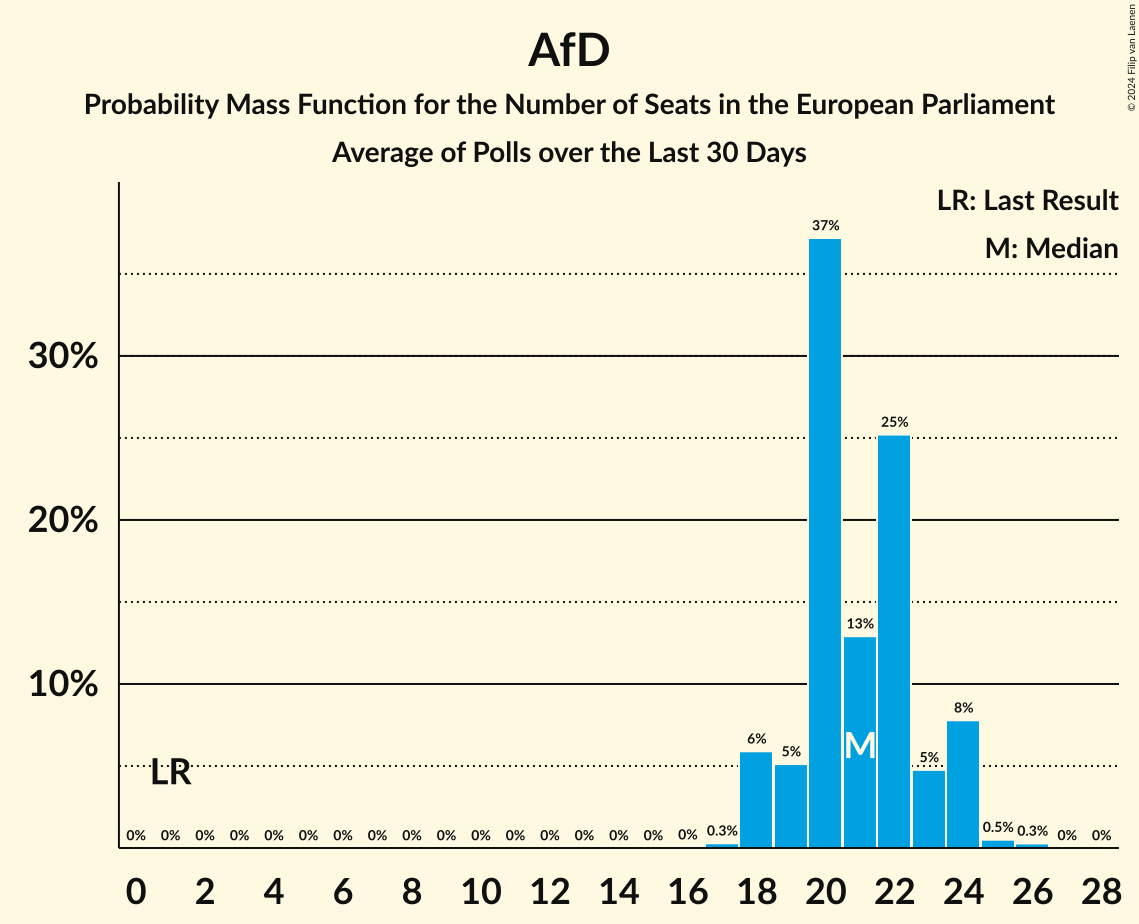 AfD
Probability Mass Function for the Number of Seats in the European Parliament
Average of Polls over the Last 30 Days
© 2024 Filip van Laenen
LR: Last Result
M: Median
37%
30%
25%
20%
13%
10%
8%
6%
5%
5%
M
LR
0% 0% 0% 0% 0% 0% 0% 0% 0% 0% 0% 0% 0% 0% 0% 0% 0% 0.3% 0.5% 0.3% 0% 0%
0 2 4 6 8 10 12 14 16 18 20 22 24 26 28